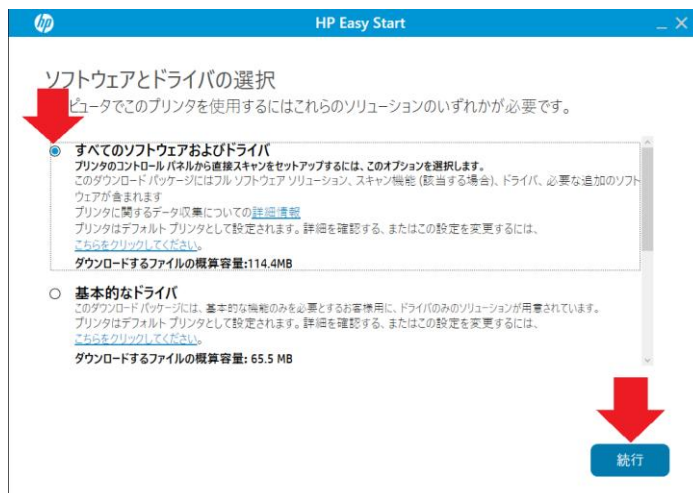 hp
HP Easy Start
ソフトウェアとドライバの選択
ピュータでこのプリンタを使用するにはこれらのソリューションのいずれかが必要です。
すべてのソフトウェアおよびドライバ
プリンタのコントロール パネルから直接スキャンをセットアップするには、このオプションを選択します。
このダウンロード パッケージにはフル ソフトウェア ソリューション、スキャン機能 (該当する場合)、ドライバ、必要な追加のソフト
ウェアが含まれます
プリンタに関するデータ収集についての詳細情報
プリンタはデフォルト プリンタとして設定されます。詳細を確認する、またはこの設定を変更するには、
こちらをクリックしてください。
ダウンロードするファイルの概算容量:114.4MB
基本的なドライバ
このダウンロード パッケージには、基本的な機能のみを必要とするお客様用に、ドライバのみのソリューションが用意されています。
プリンタはデフォルト プリンタとして設定されます。詳細を確認する、またはこの設定を変更するには、
こちらをクリックしてください。
ダウンロードするファイルの概算容量: 65.5 MB
続行